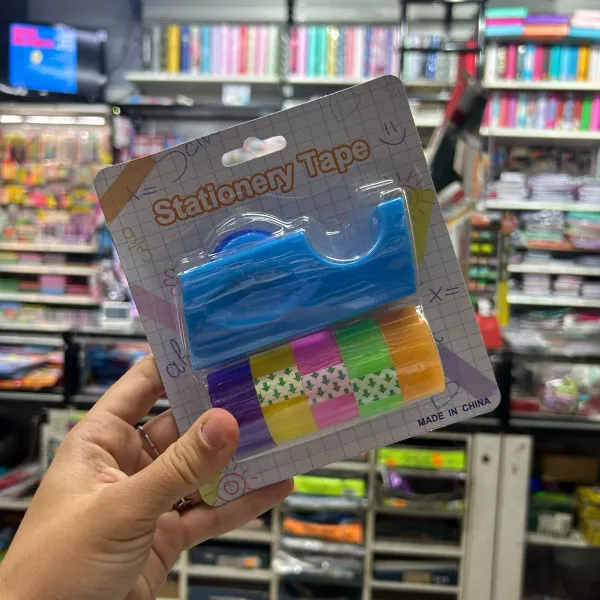 Stationery Tape
x=
x=
MADE IN CHINA